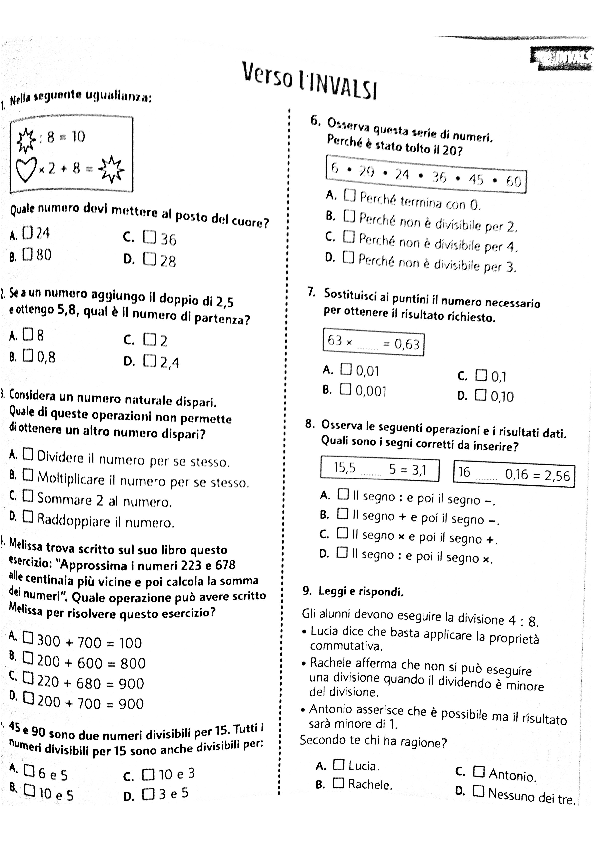 INVALSI
Verso l'INVALSI
1. Nella seguente uguaglianza:
: 8 = 10
× 2 + 8 =
Quale numero devi mettere al posto del cuore?
A. 24
C. 36
B. 80
D. 28
2. Se a un numero aggiungo il doppio di 2,5
e ottengo 5,8, qual è il numero di partenza?
A. 8
C. 2
B. 0,8
D. 2,4
3. Considera un numero naturale dispari.
Quale di queste operazioni non permette
di ottenere un altro numero dispari?
A. Dividere il numero per se stesso.
B. Moltiplicare il numero per se stesso.
C. Sommare 2 al numero.
D. Raddoppiare il numero.
Melissa trova scritto sul suo libro questo
esercizio: "Approssima i numeri 223 e 678
alle centinaia più vicine e poi calcola la somma
dei numeri". Quale operazione può avere scritto
Melissa per risolvere questo esercizio?
A. 300 + 700 = 100
B. 200 + 600 = 800
C. 220 + 680 = 900
D. 200 + 700 = 900
45 e 90 sono due numeri divisibili per 15. Tutti i
numeri divisibili per 15 sono anche divisibili per:
A. 6 e 5
C. 10 e 3
B. 10 e 5
D. 3 e 5
6. Osserva questa serie di numeri.
Perché è stato tolto il 20?
6 • 29 • 24 • 36 • 45 • 60
A. Perché termina con 0.
B. Perché non è divisibile per 2.
C. Perché non è divisibile per 4.
D. Perché non è divisibile per 3.
7. Sostituisci ai puntini il numero necessario
per ottenere il risultato richiesto.
63 × ...... = 0,63
A. 0,01
C. 0,1
B. 0,001
D. 0,10
8. Osserva le seguenti operazioni e i risultati dati.
Quali sono i segni corretti da inserire?
15,5 ...... 5 = 3,1
16 ...... 0,16 = 2,56
A. Il segno : e poi il segno –.
B. Il segno + e poi il segno –.
C. Il segno × e poi il segno +.
D. Il segno : e poi il segno ×.
9. Leggi e rispondi.
Gli alunni devono eseguire la divisione 4 : 8.
• Lucia dice che basta applicare la proprietà
commutativa.
• Rachele afferma che non si può eseguire
una divisione quando il dividendo è minore
del divisione.
• Antonio asserisce che è possibile ma il risultato
sarà minore di 1.
Secondo te chi ha ragione?
A. Lucia.
C. Antonio.
B. Rachele.
D. Nessuno dei tre.